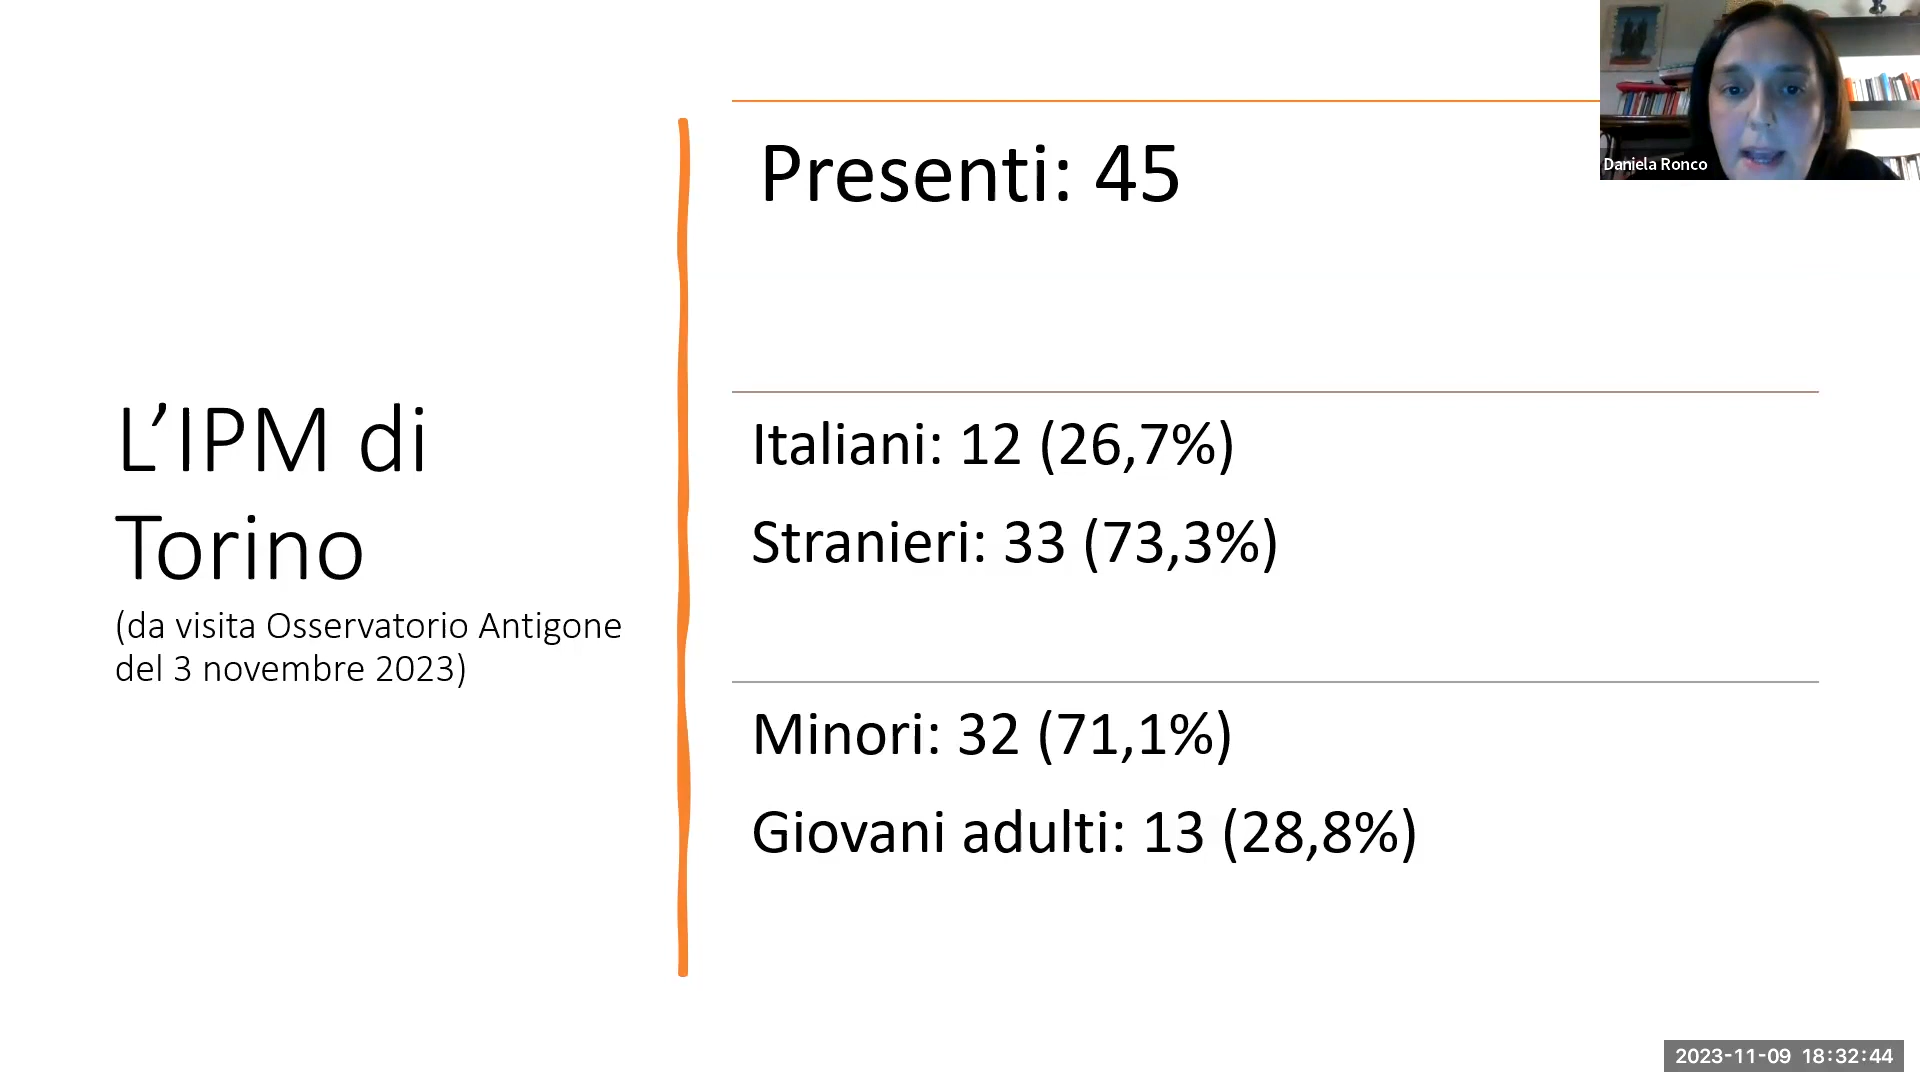 L’IPM di
Torino
(da visita Osservatorio Antigone
del 3 novembre 2023)
Presenti: 45
Italiani: 12 (26,7%)
Stranieri: 33 (73,3%)
Minori: 32 (71,1%)
Giovani adulti: 13 (28,8%)
Daniela Ronco
2023-11-09 18:32:44